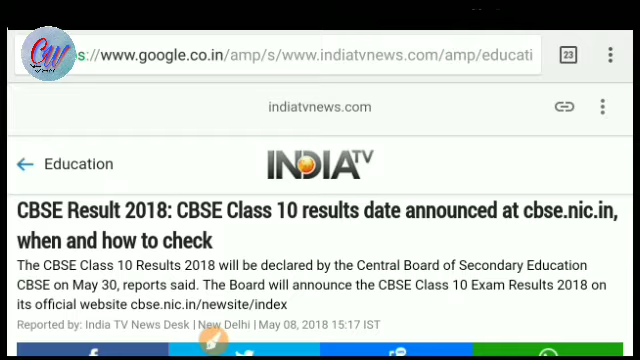 CW
s://www.google.co.in/amp/s/www.indiatvnews.com/amp/educati
23
indiatvnews.com
Education
INDIA TV
CBSE Result 2018: CBSE Class 10 results date announced at cbse.nic.in,
when and how to check
The CBSE Class 10 Results 2018 will be declared by the Central Board of Secondary Education
CBSE on May 30, reports said. The Board will announce the CBSE Class 10 Exam Results 2018 on
its official website cbse.nic.in/newsite/index
Reported by: India TV News Desk | New Delhi | May 08, 2018 15:17 IST